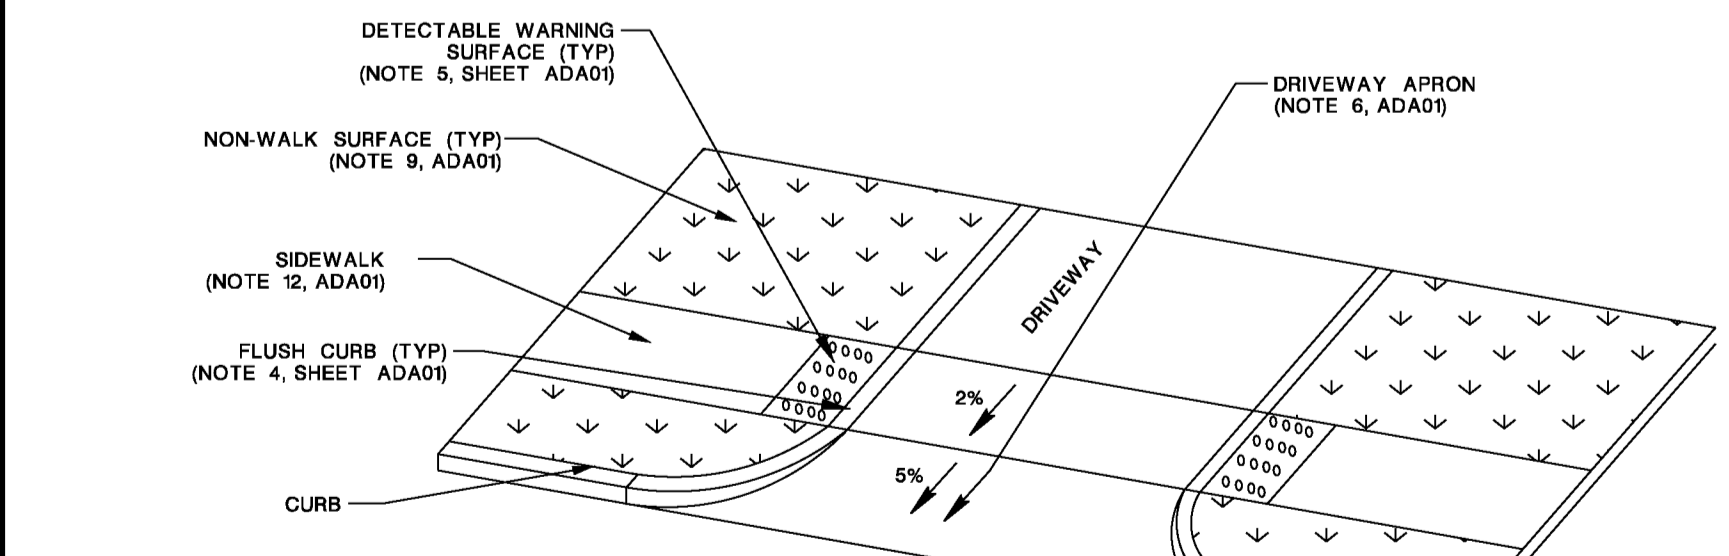 DETECTABLE WARNING
SURFACE (TYP)
(NOTE 5, SHEET ADA01)
DRIVEWAY APRON
(NOTE 6, ADA01)
NON-WALK SURFACE (TYP)
(NOTE 9, ADA01)
SIDEWALK
(NOTE 12, ADA01)
DRIVEWAY
FLUSH CURB (TYP)
(NOTE 4, SHEET ADA01)
2%
5%
CURB